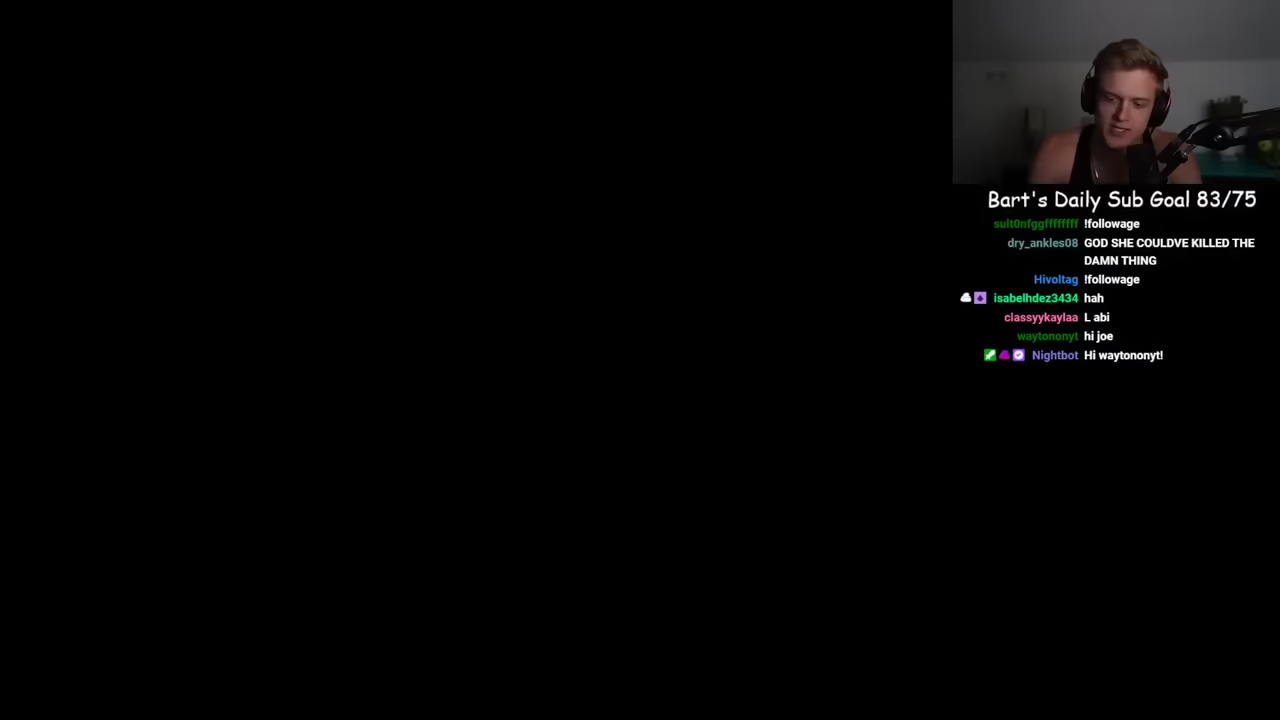 Bart's Daily Sub Goal 83/75
sult0nfggffffffff !followage
dry_ankles08 GOD SHE COULDVE KILLED THE
DAMN THING
Hivoltag !followage
isabelhdez3434 hah
classyykaylaa L abi
waytononyt hi joe
Nightbot Hi waytononyt!